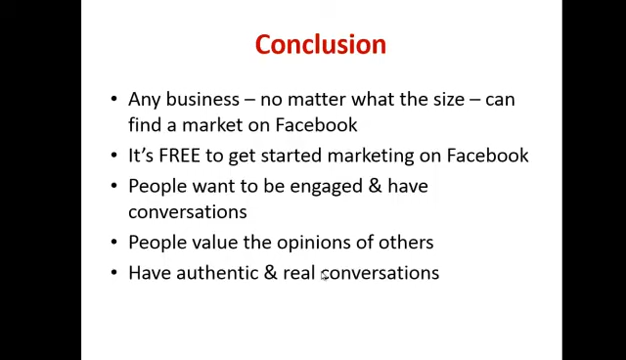 Conclusion
• Any business – no matter what the size – can
find a market on Facebook
• It's FREE to get started marketing on Facebook
• People want to be engaged & have
conversations
• People value the opinions of others
• Have authentic & real conversations